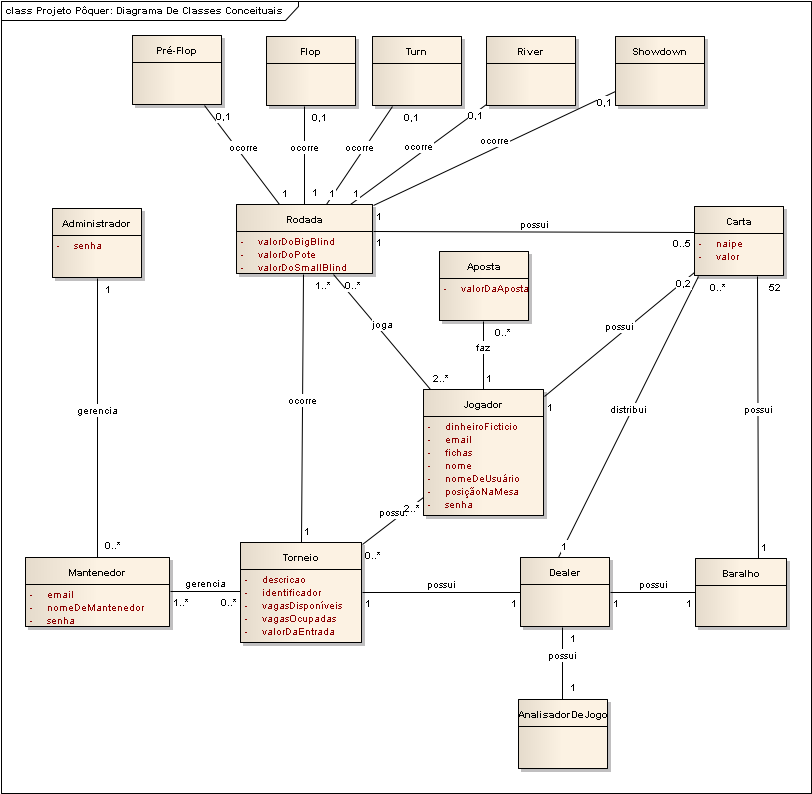 class Projeto Pôquer: Diagrama De Classes Conceituais
Pré-Flop
Flop
Turn
River
Showdown
0,1
0,1
0,1
0,1
0,1
ocorre
ocorre
ocorre
ocorre
ocorre
1
1
1
1
1
Administrador
- senha
1
Rodada
- valorDoBigBlind
- valorDoPote
- valorDoSmallBlind
1
possui
0..5
Carta
- naipe
- valor
1..*
0..*
Aposta
- valorDaAposta
0..*
0,2
0..*
52
joga
faz
possui
2..*
1
1
gerencia
ocorre
distribui
possui
Jogador
- dinheiroFicticio
- email
- fichas
- nome
- nomeDeUsuário
- posiçãoNaMesa
- senha
possui
2..*
0..*
1
0..*
1
1
Mantenedor
- email
- nomeDeMantenedor
- senha
gerencia
1..*
0..*
Torneio
- descricao
- identificador
- vagasDisponíveis
- vagasOcupadas
- valorDaEntrada
possui
1
1
Dealer
possui
1
1
Baralho
1
possui
1
AnalisadorDeJogo